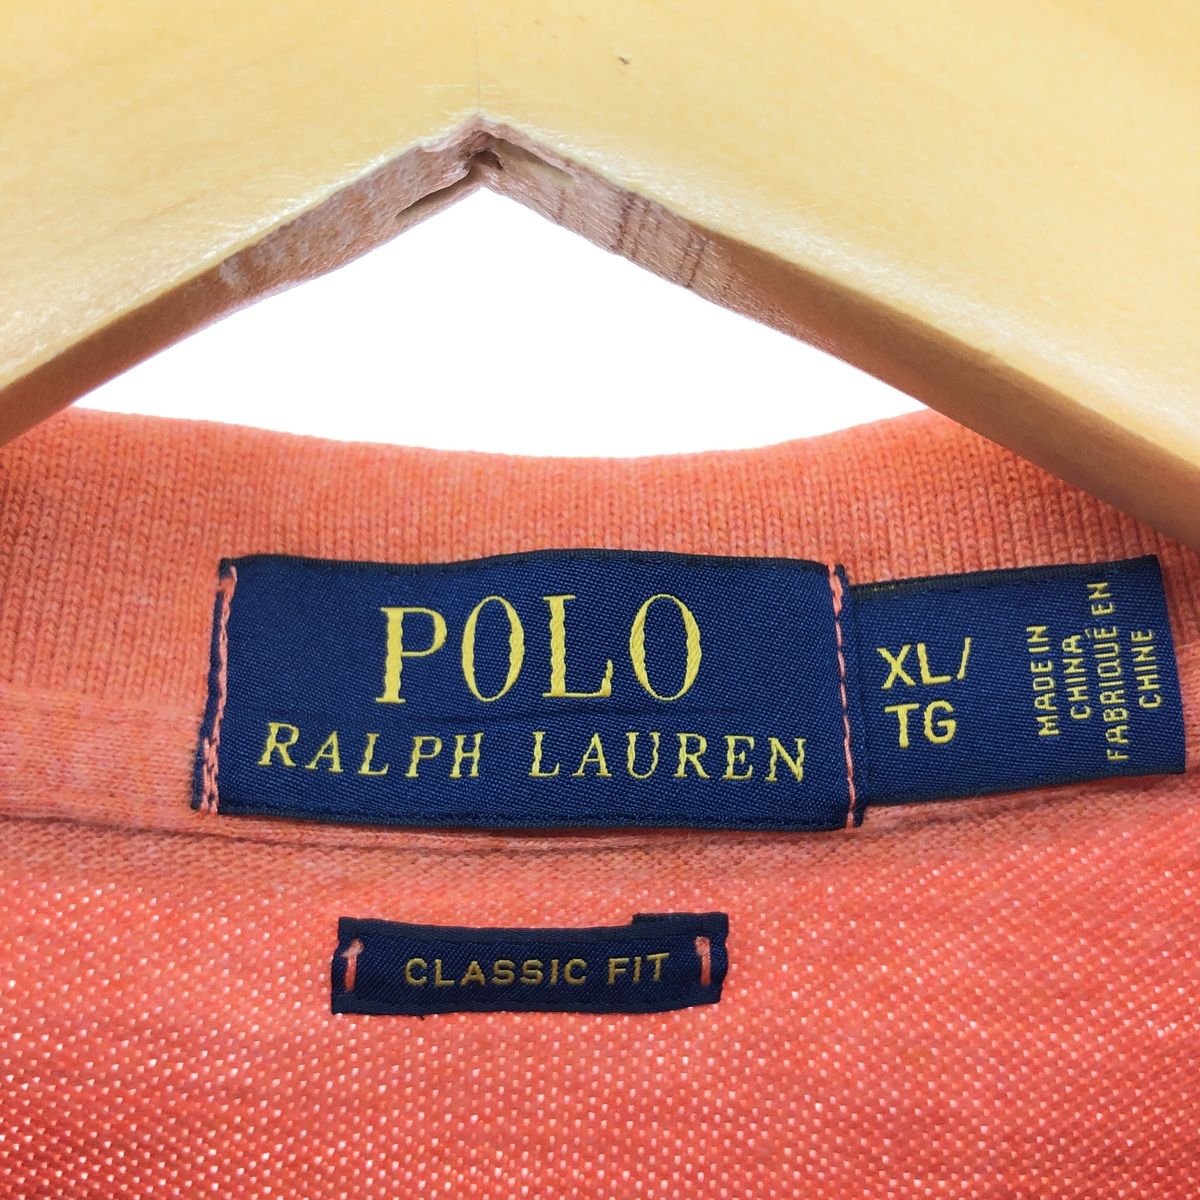 POLO
RALPH LAUREN
XL/
TG
MADE IN
CHINA
FABRIQUÉ EN
CHINE
CLASSIC FIT